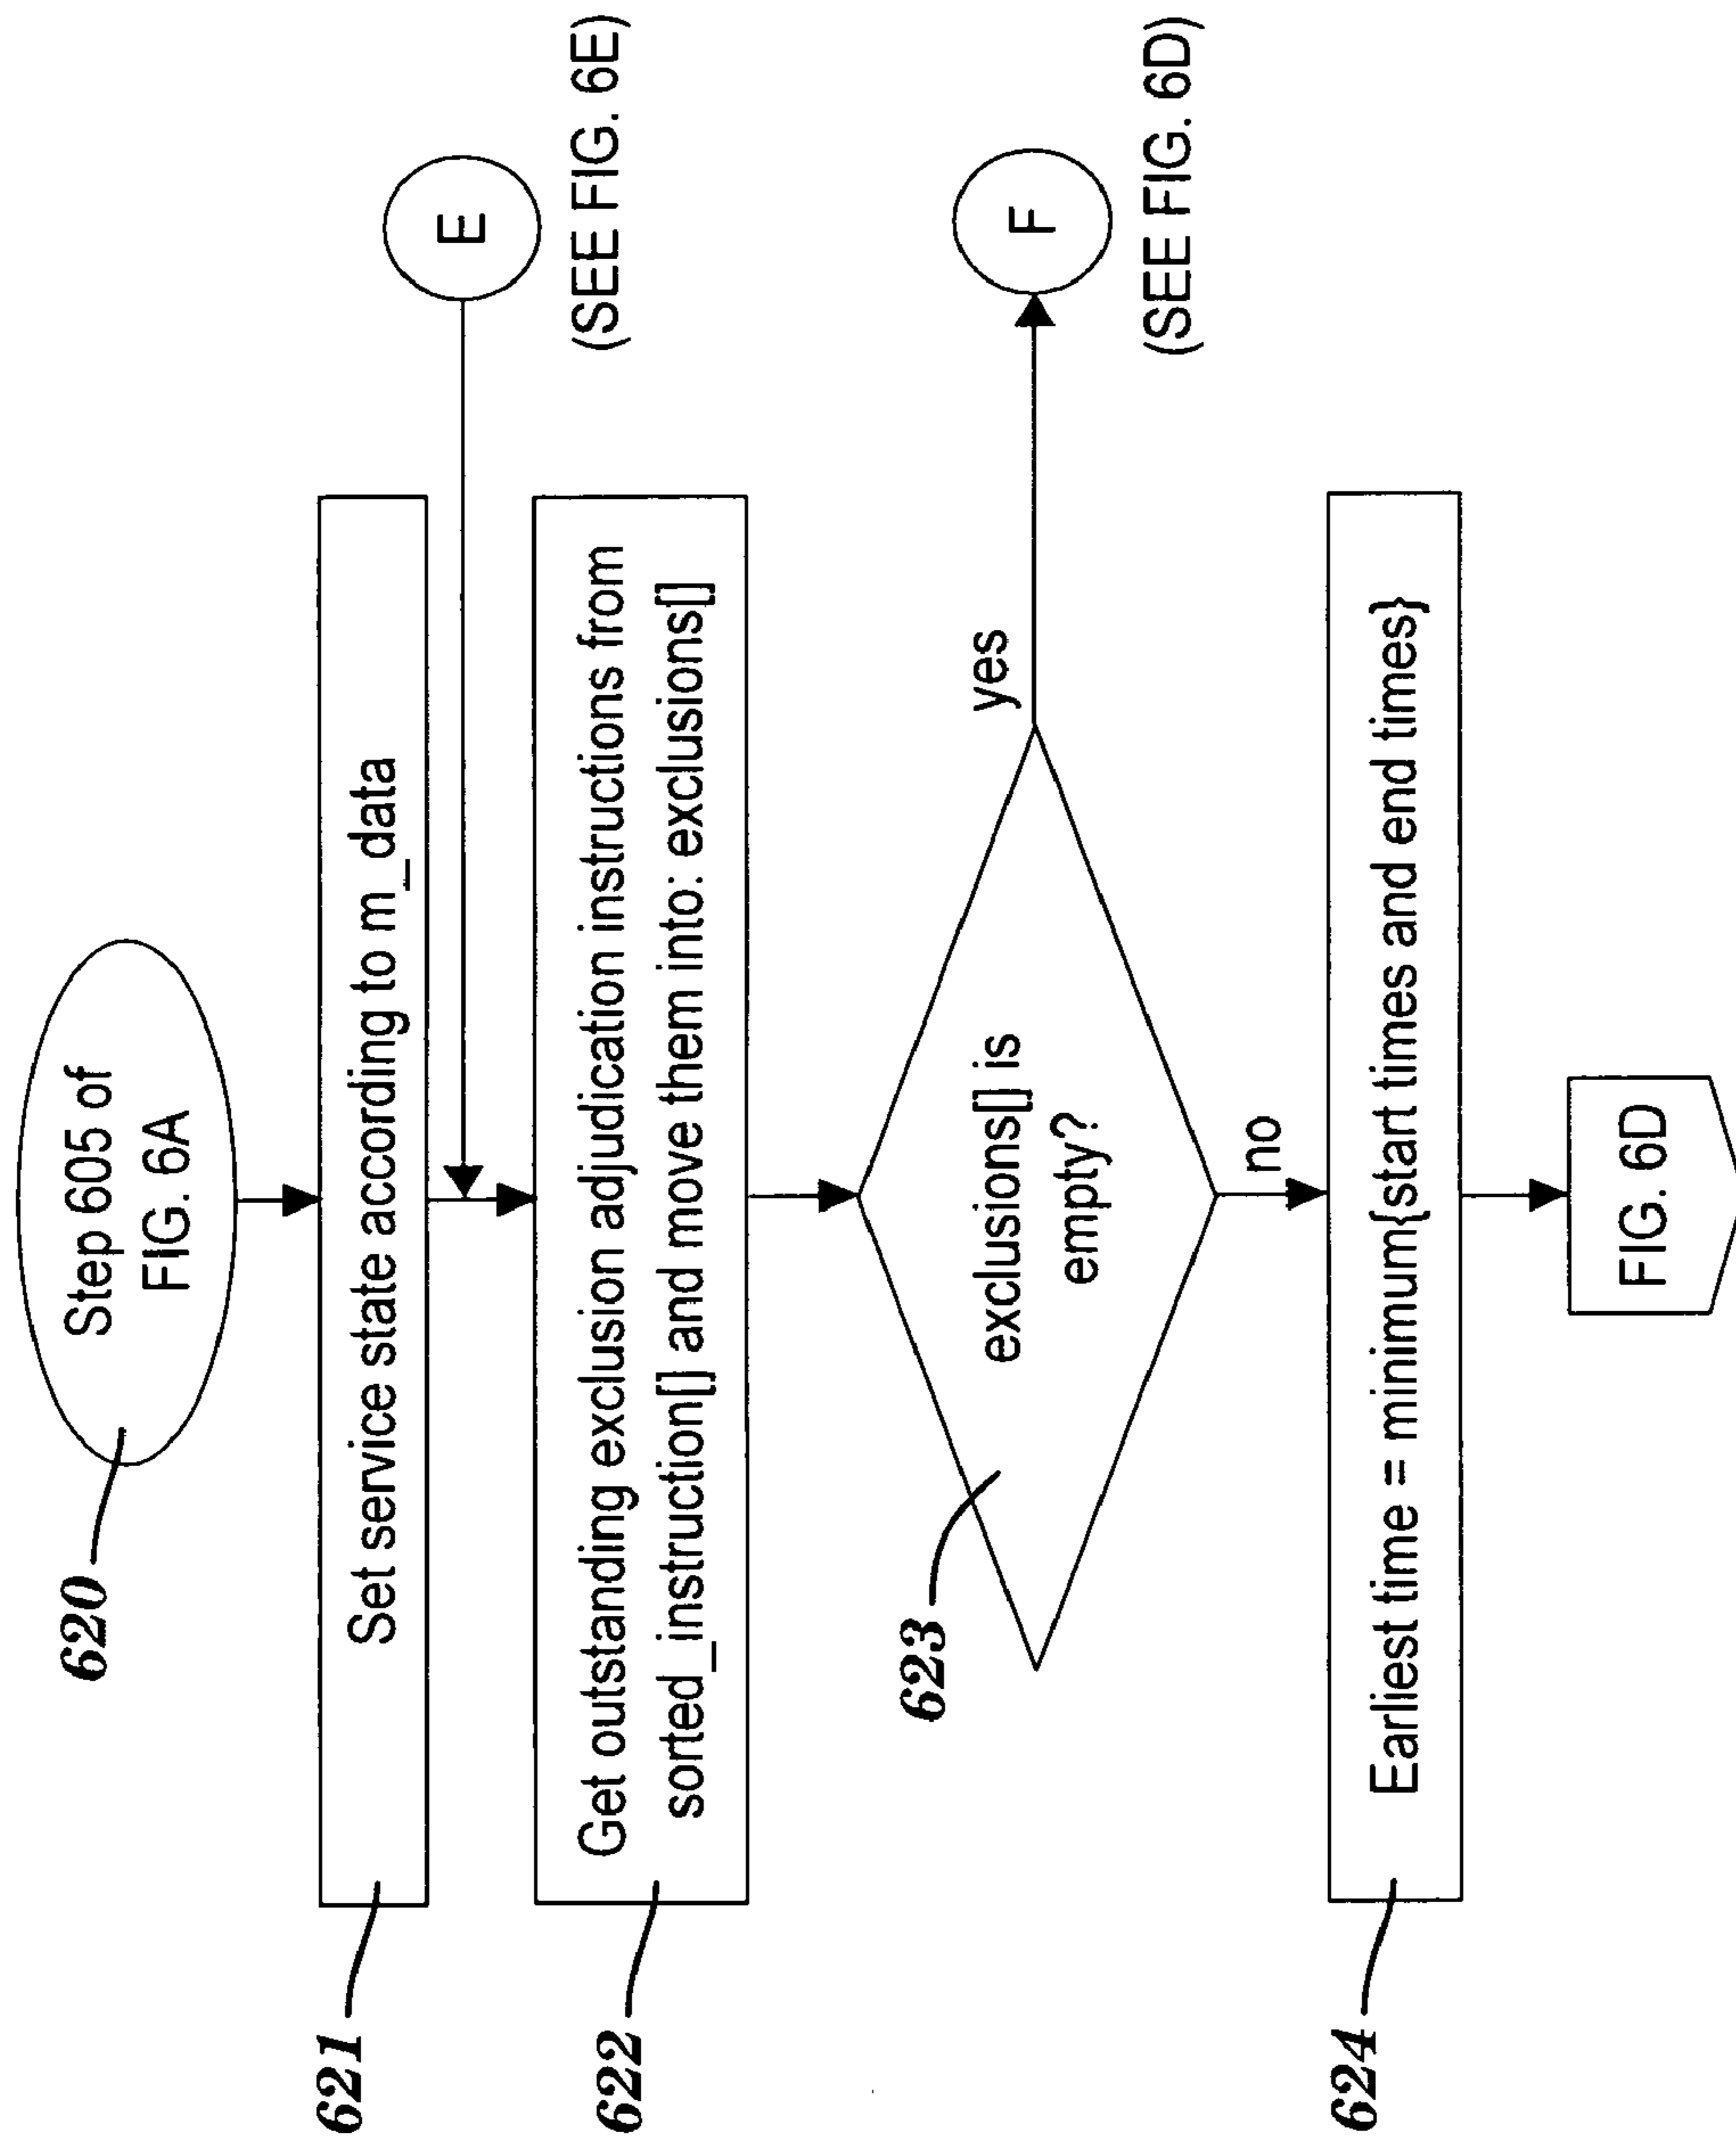 620
Step 605 of
FIG. 6A
621
Set service state according to m_data
E
(SEE FIG. 6E)
622
Get outstanding exclusion adjudication instructions from
sorted_instruction[] and move them into: exclusions[]
623
exclusions[] is
empty?
yes
F
(SEE FIG. 6D)
no
624
Earliest time = minimum{start times and end times}
FIG. 6D